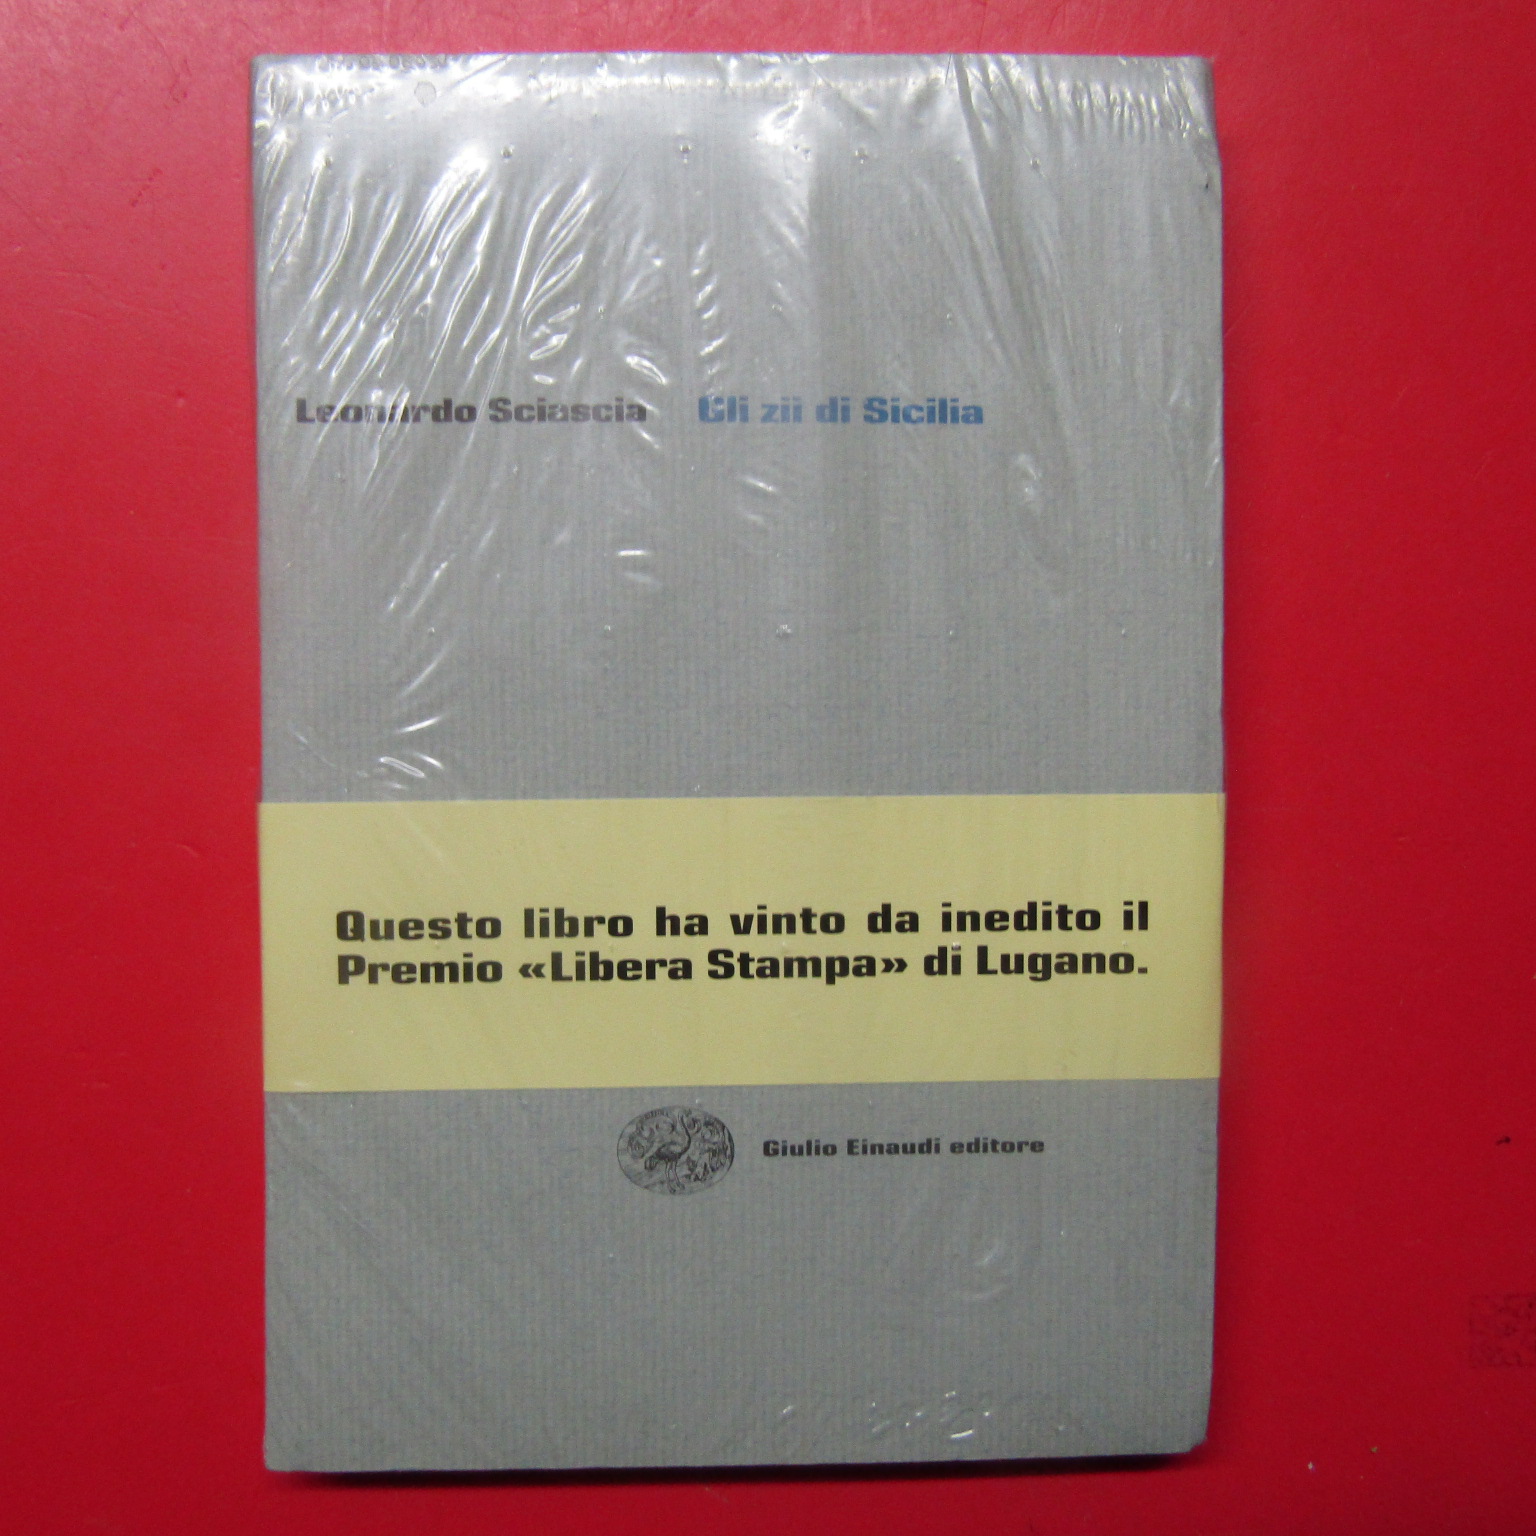 Leonardo Sciascia Gli zii di Sicilia
Questo libro ha vinto da inedito il
Premio «Libera Stampa» di Lugano.
Giulio Einaudi editore